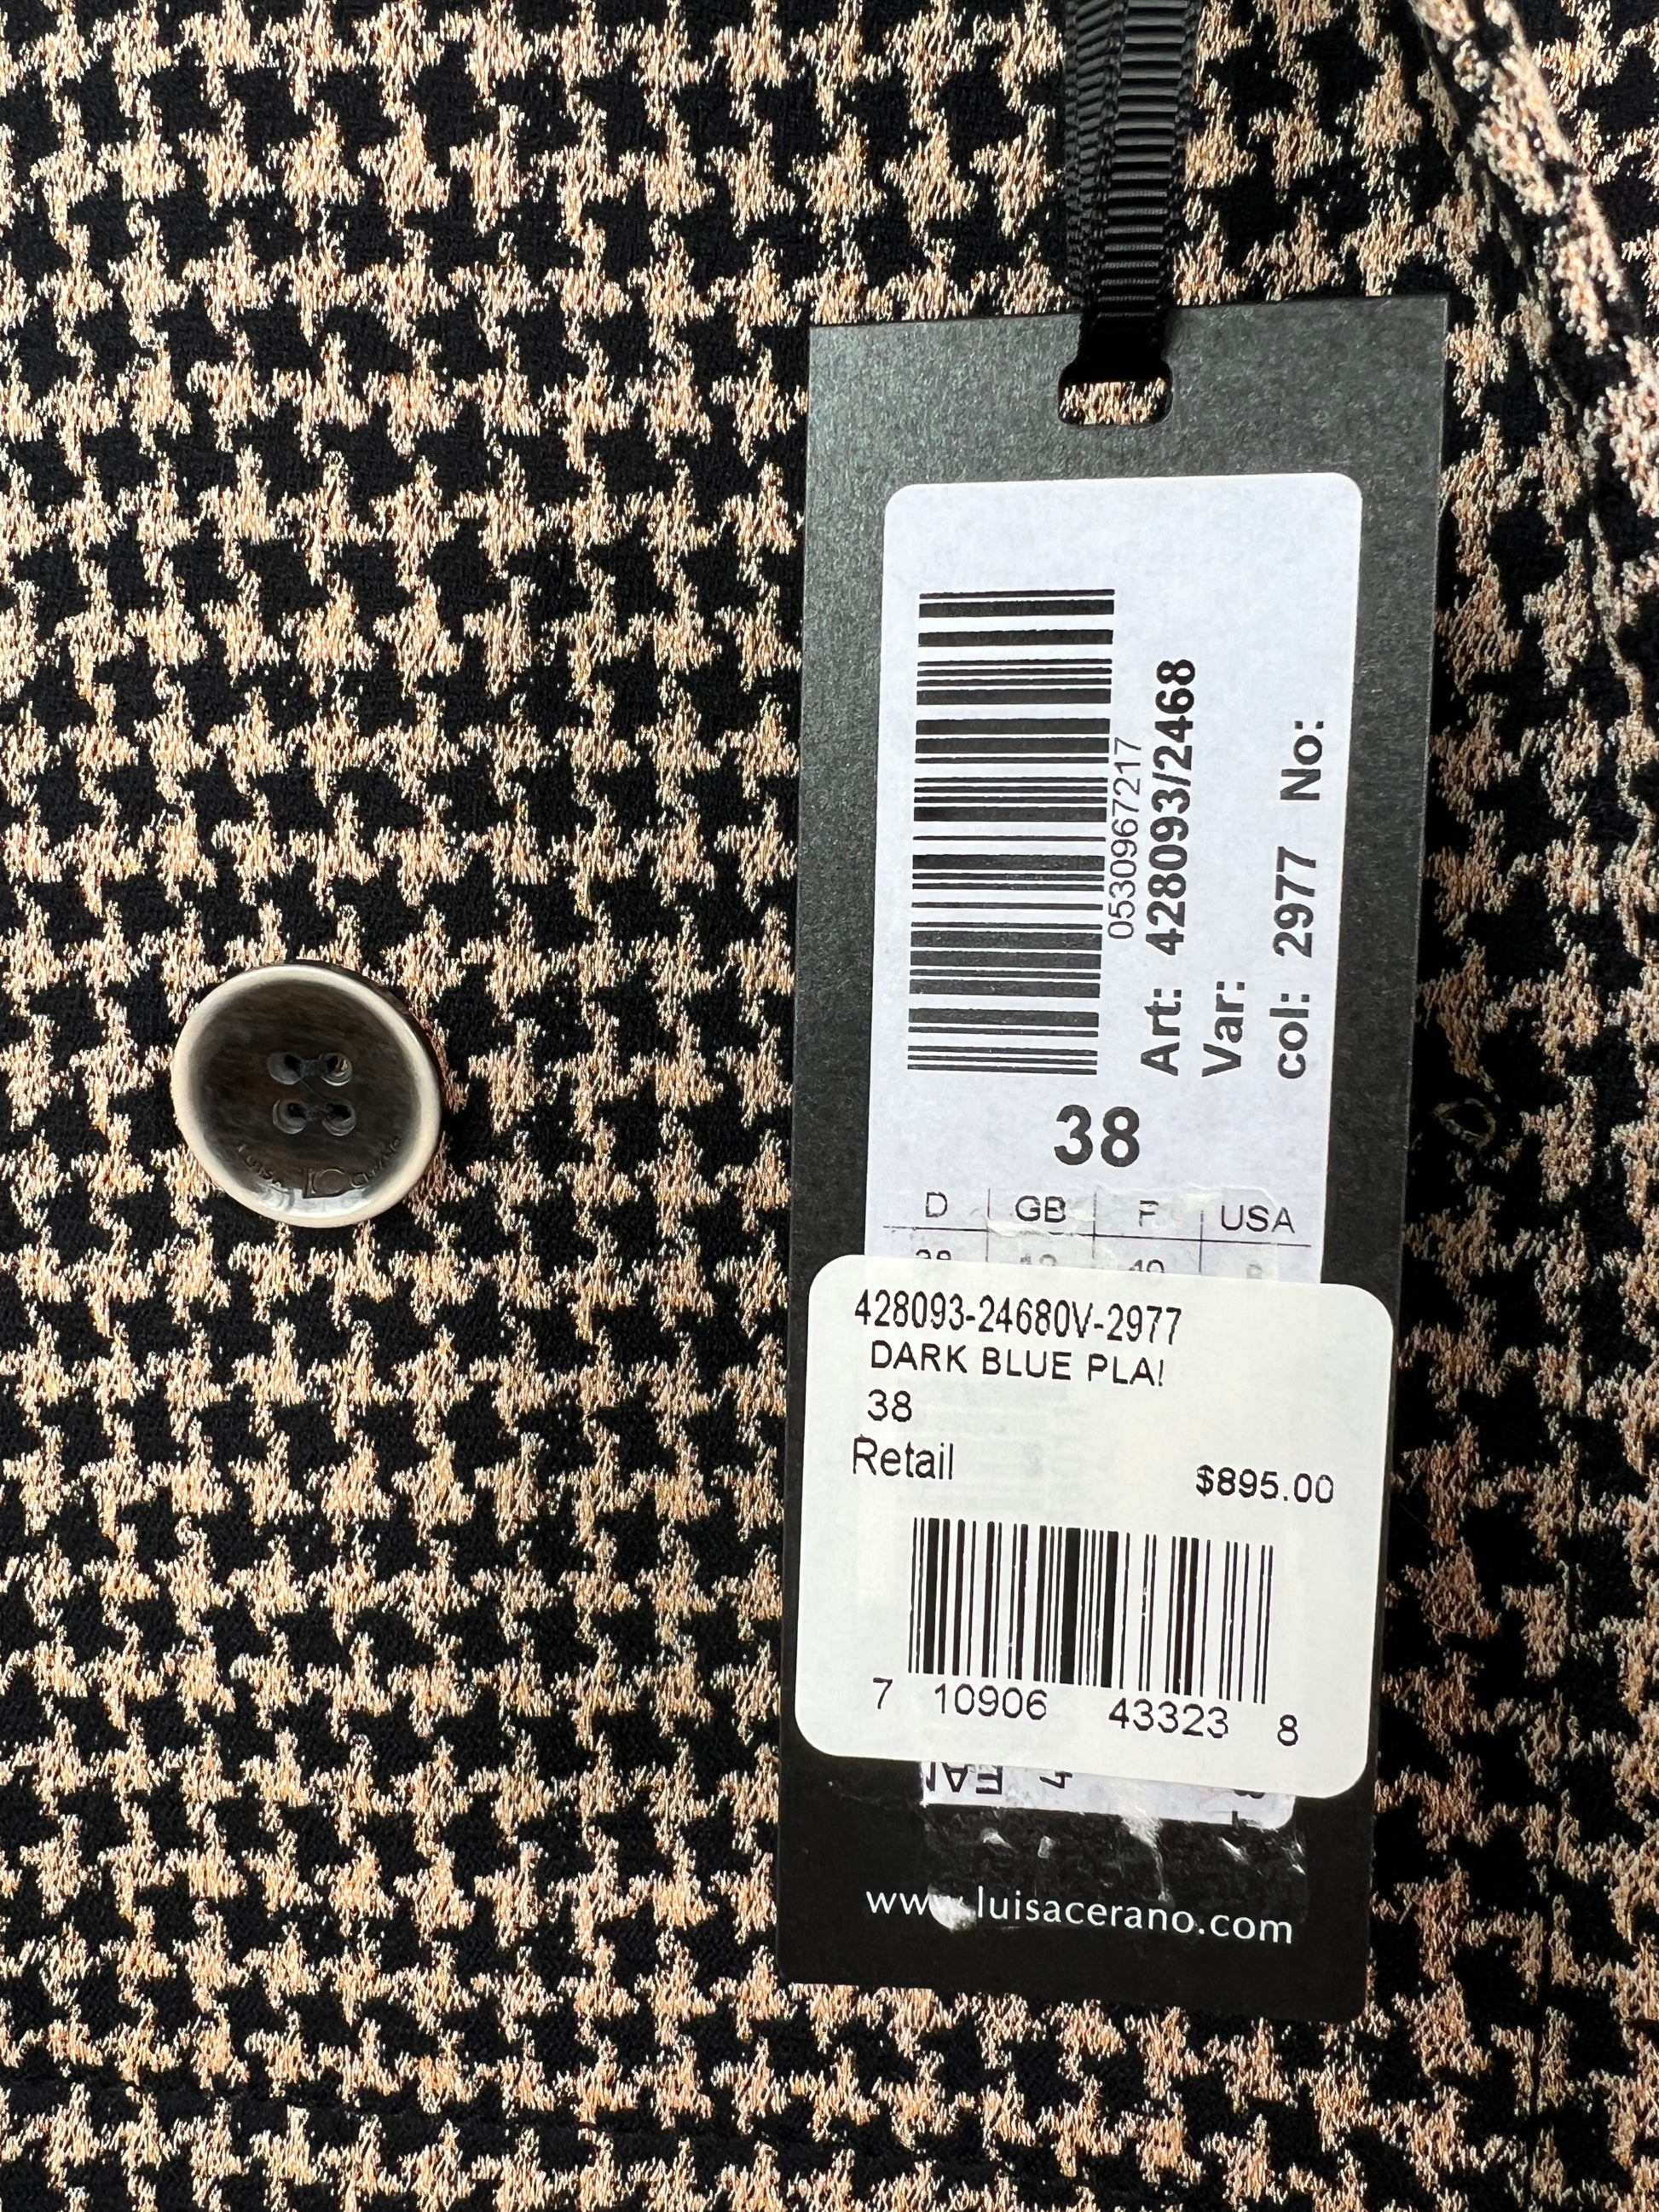 0530967217
Art: 428093/2468
Var:
col: 2977 No:
38
D GB F USA
428093-24680V-2977
DARK BLUE PLA!
38
Retail $895.00
7 10906 43323 8
www.luisacerano.com